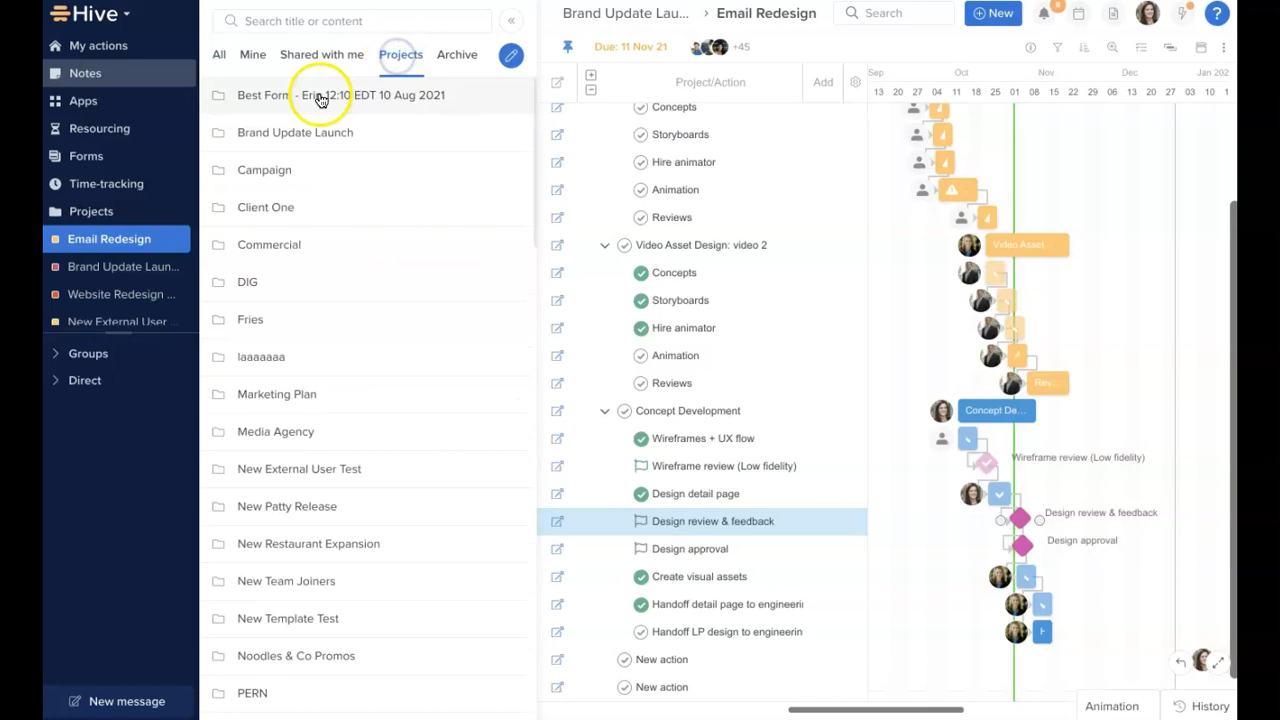 Hive
My actions
Notes
Apps
Resourcing
Forms
Time-tracking
Projects
Email Redesign
Brand Update Laun...
Website Redesign ...
New External User ...
Groups
Direct
New message
Search title or content
All Mine Shared with me Projects Archive
Best Form - Erin 12:10 EDT 10 Aug 2021
Brand Update Launch
Campaign
Client One
Commercial
DIG
Fries
laaaaaaa
Marketing Plan
Media Agency
New External User Test
New Patty Release
New Restaurant Expansion
New Team Joiners
New Template Test
Noodles & Co Promos
PERN
Brand Update Lau... > Email Redesign
Search
+ New
8
?
Due: 11 Nov 21
+45
Project/Action
Add
Sep Oct Nov Dec Jan 202
13 20 27 04 11 18 25 01 08 15 22 29 06 13 20 27 03 10 1
Concepts
Storyboards
Hire animator
Animation
Reviews
Video Asset Design: video 2
Video Asset ...
Concepts
Storyboards
Hire animator
Animation
Reviews
Rev...
Concept Development
Concept De...
Wireframes + UX flow
Wireframe review (Low fidelity)
Wireframe review (Low fidelity)
Design detail page
Design review & feedback
Design review & feedback
Design approval
Design approval
Create visual assets
Handoff detail page to engineeri
Handoff LP design to engineerin
H
New action
New action
Animation
History